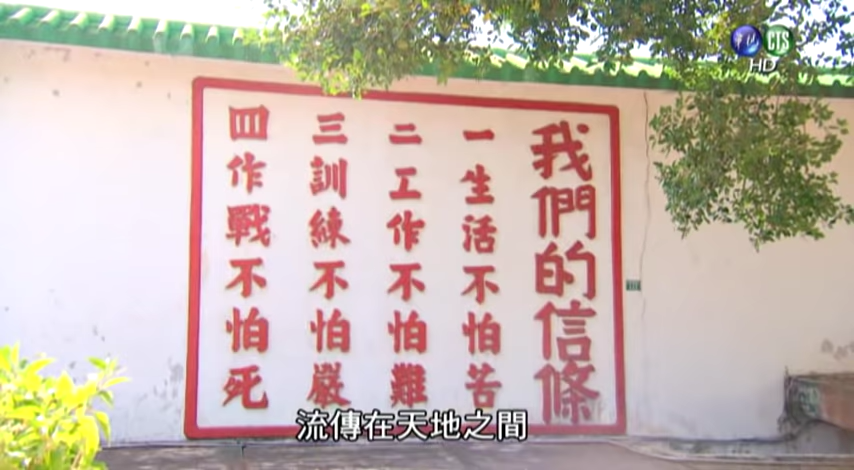 我們的信條
一生活不怕苦
二工作不怕難
三訓練不怕嚴
四作戰不怕死
流傳在天地之間
CTS
HD